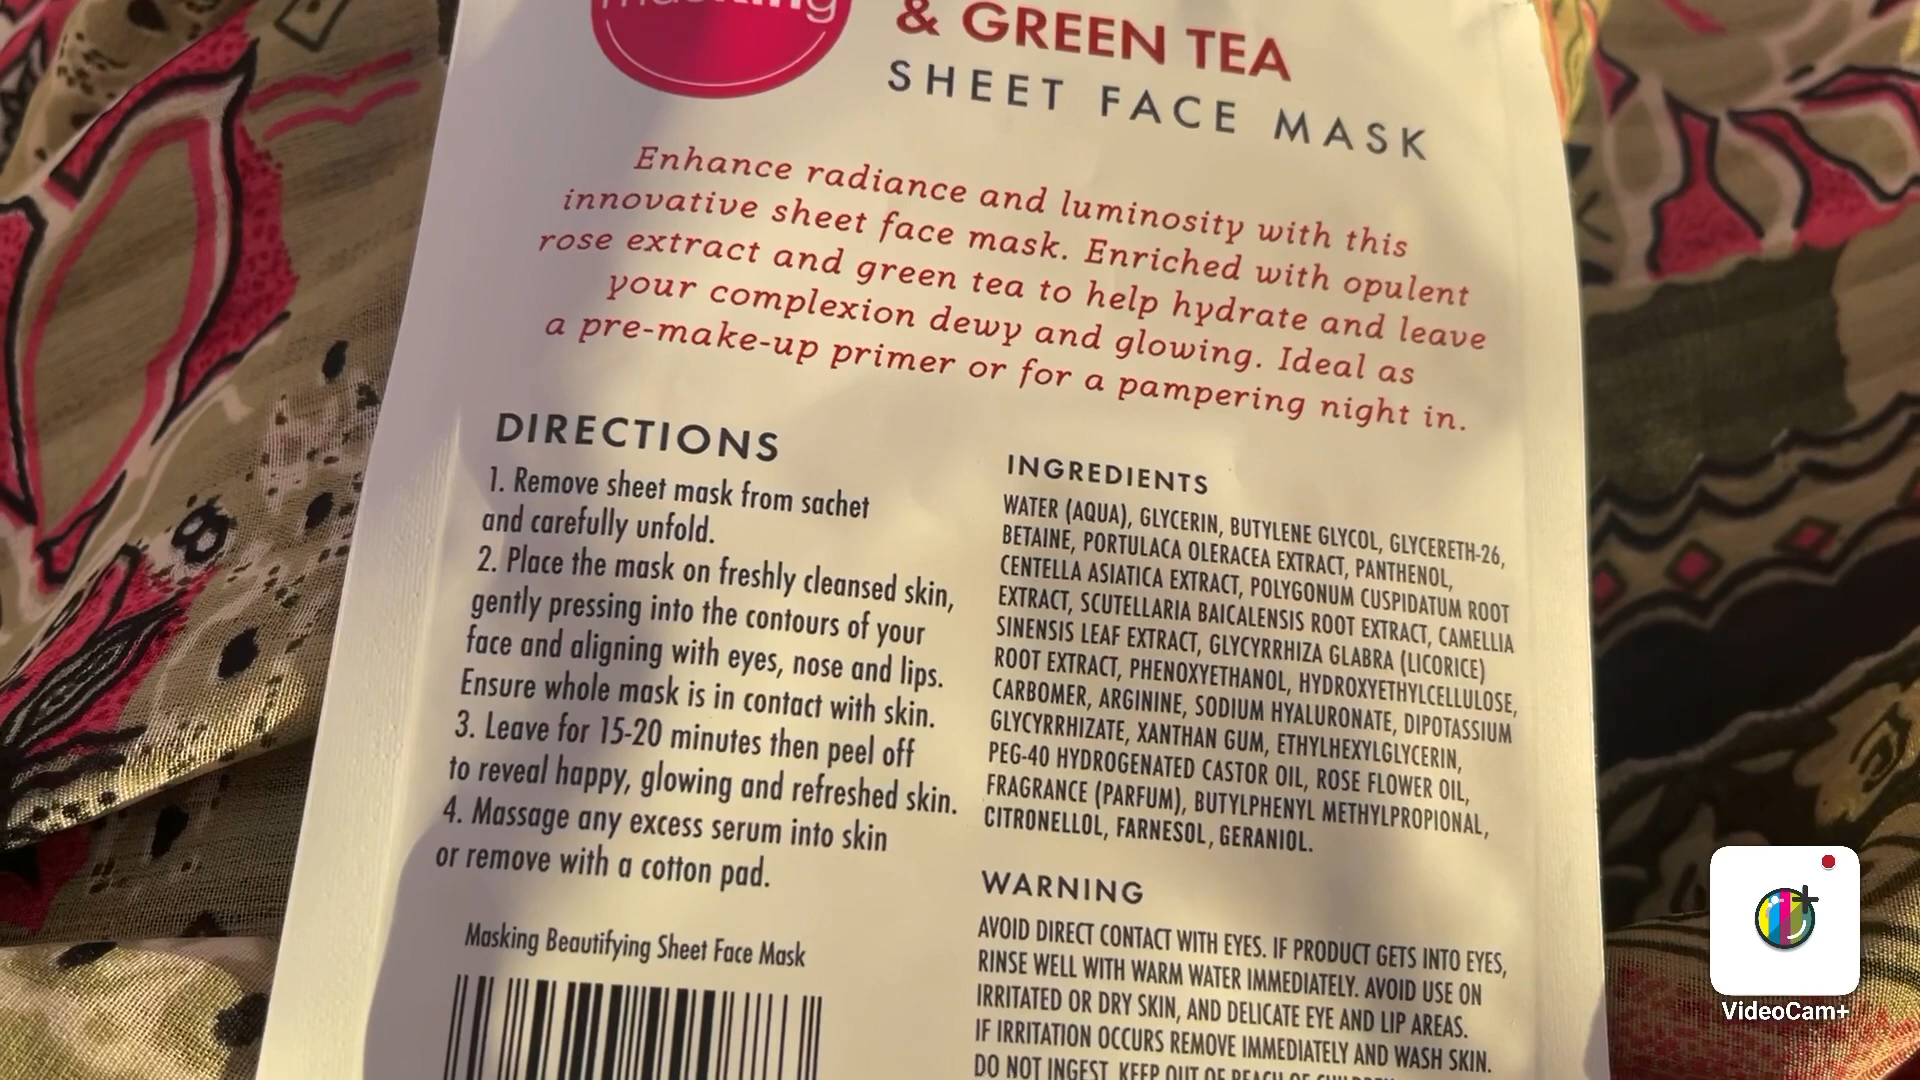 masking
& GREEN TEA
SHEET FACE MASK
Enhance radiance and luminosity with this
innovative sheet face mask. Enriched with opulent
rose extract and green tea to help hydrate and leave
your complexion dewy and glowing. Ideal as
a pre-make-up primer or for a pampering night in.
DIRECTIONS
1. Remove sheet mask from sachet
and carefully unfold.
2. Place the mask on freshly cleansed skin,
gently pressing into the contours of your
face and aligning with eyes, nose and lips.
Ensure whole mask is in contact with skin.
3. Leave for 15-20 minutes then peel off
to reveal happy, glowing and refreshed skin.
4. Massage any excess serum into skin
or remove with a cotton pad.
Masking Beautifying Sheet Face Mask
INGREDIENTS
WATER (AQUA), GLYCERIN, BUTYLENE GLYCOL, GLYCERETH-26,
BETAINE, PORTULACA OLERACEA EXTRACT, PANTHENOL,
CENTELLA ASIATICA EXTRACT, POLYGONUM CUSPIDATUM ROOT
EXTRACT, SCUTELLARIA BAICALENSIS ROOT EXTRACT, CAMELLIA
SINENSIS LEAF EXTRACT, GLYCYRRHIZA GLABRA (LICORICE)
ROOT EXTRACT, PHENOXYETHANOL, HYDROXYETHYLCELLULOSE,
CARBOMER, ARGININE, SODIUM HYALURONATE, DIPOTASSIUM
GLYCYRRHIZATE, XANTHAN GUM, ETHYLHEXYLGLYCERIN,
PEG-40 HYDROGENATED CASTOR OIL, ROSE FLOWER OIL,
FRAGRANCE (PARFUM), BUTYLPHENYL METHYLPROPIONAL,
CITRONELLOL, FARNESOL, GERANIOL.
WARNING
AVOID DIRECT CONTACT WITH EYES. IF PRODUCT GETS INTO EYES,
RINSE WELL WITH WARM WATER IMMEDIATELY. AVOID USE ON
IRRITATED OR DRY SKIN, AND DELICATE EYE AND LIP AREAS.
IF IRRITATION OCCURS REMOVE IMMEDIATELY AND WASH SKIN.
DO NOT INGEST. KEEP OUT OF REACH OF
VideoCam+